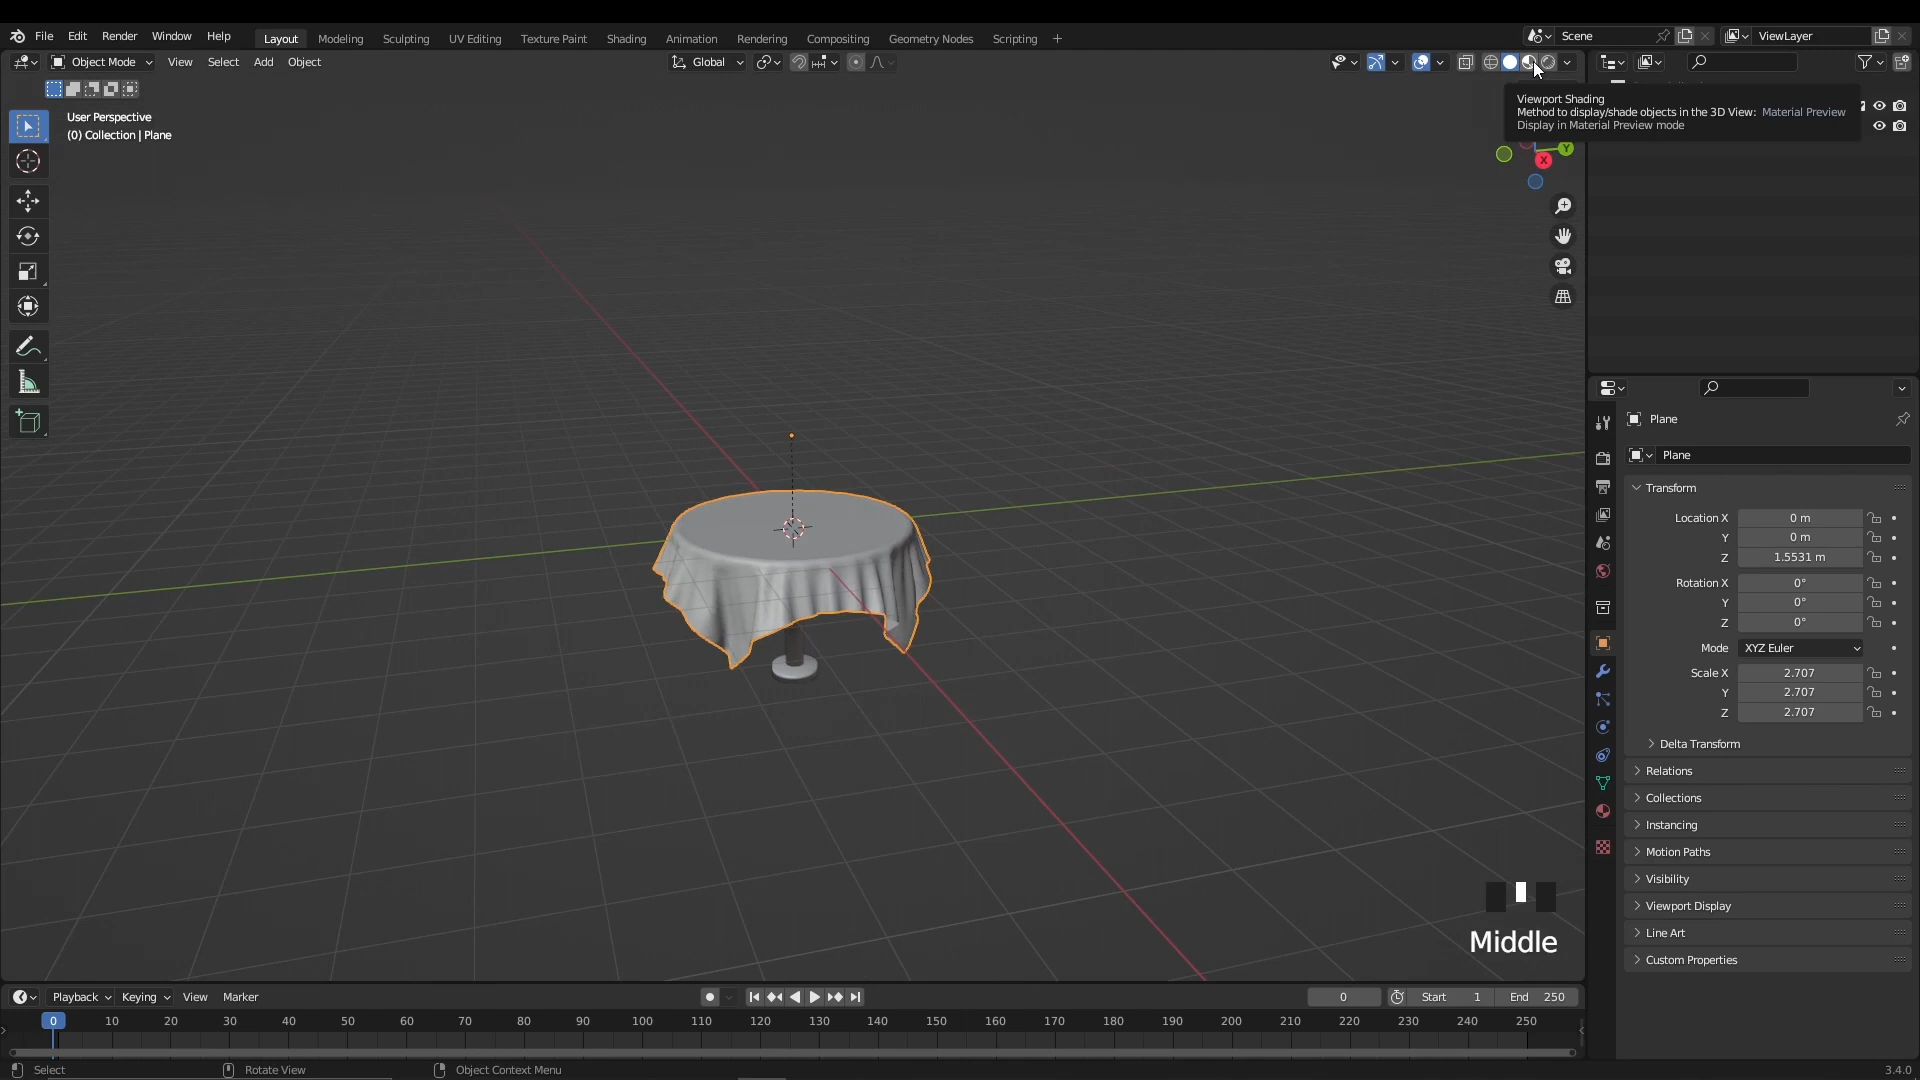 File Edit Render Window Help Layout Modeling Sculpting UV Editing Texture Paint Shading Animation Rendering Compositing Geometry Nodes Scripting + Scene ViewLayer
Object Mode View Select Add Object Global
User Perspective
(0) Collection | Plane
Viewport Shading
Method to display/shade objects in the 3D View: Material Preview
Display in Material Preview mode
Y
X
Plane
Plane
Transform
Location X 0 m
Y 0 m
Z 1.5531 m
Rotation X 0°
Y 0°
Z 0°
Mode XYZ Euler
Scale X 2.707
Y 2.707
Z 2.707
Delta Transform
Relations
Collections
Instancing
Motion Paths
Visibility
Viewport Display
Line Art
Custom Properties
Middle
Playback Keying View Marker 0 Start 1 End 250
0 10 20 30 40 50 60 70 80 90 100 110 120 130 140 150 160 170 180 190 200 210 220 230 240 250
Select Rotate View Object Context Menu 3.4.0